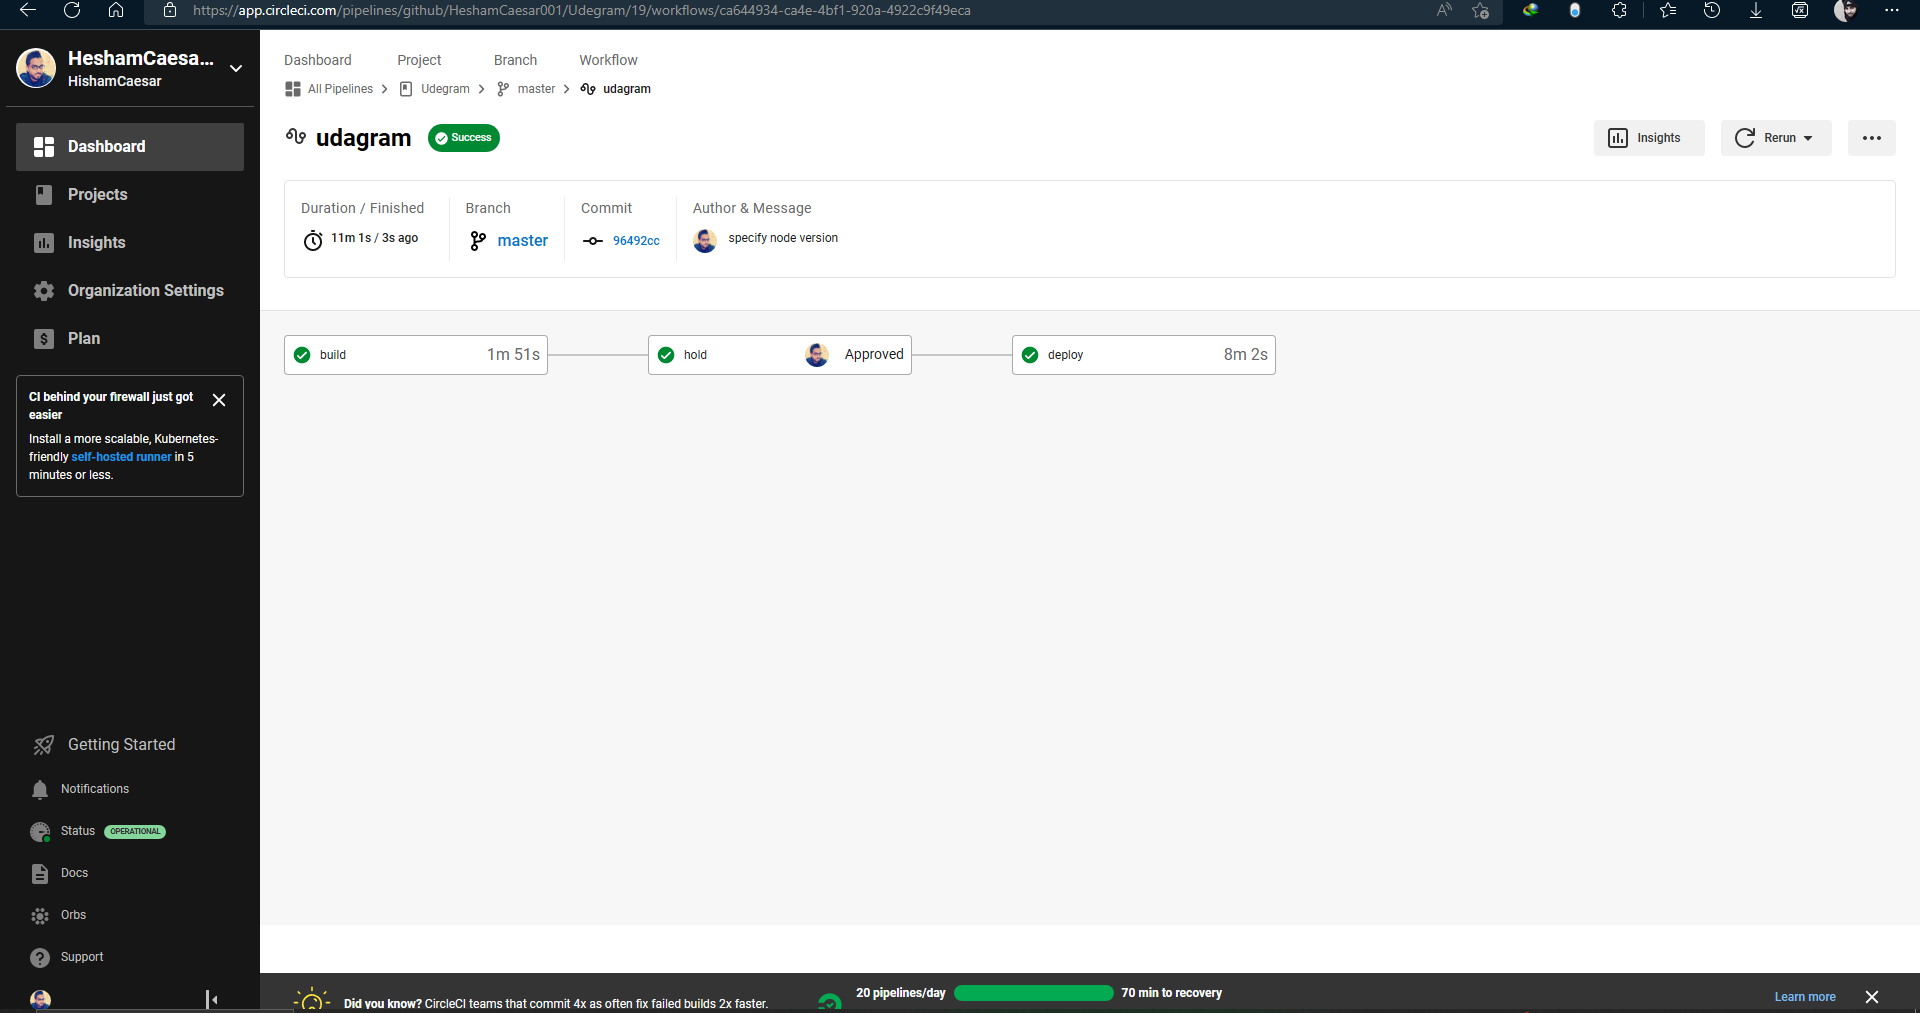 https://app.circleci.com/pipelines/github/HeshamCaesar001/Udegram/19/workflows/ca644934-ca4e-4bf1-920a-4922c9f49eca
HeshamCaesa...
HishamCaesar
Dashboard
Projects
Insights
Organization Settings
Plan
CI behind your firewall just got
easier
Install a more scalable, Kubernetes-
friendly self-hosted runner in 5
minutes or less.
Getting Started
Notifications
Status OPERATIONAL
Docs
Orbs
Support
Dashboard Project Branch Workflow
All Pipelines Udegram master udagram
udagram Success
Insights Rerun
Duration / Finished Branch Commit Author & Message
11m 1s / 3s ago master 96492cc specify node version
build 1m 51s hold Approved deploy 8m 2s
Did you know? CircleCI teams that commit 4x as often fix failed builds 2x faster.
20 pipelines/day 70 min to recovery
Learn more